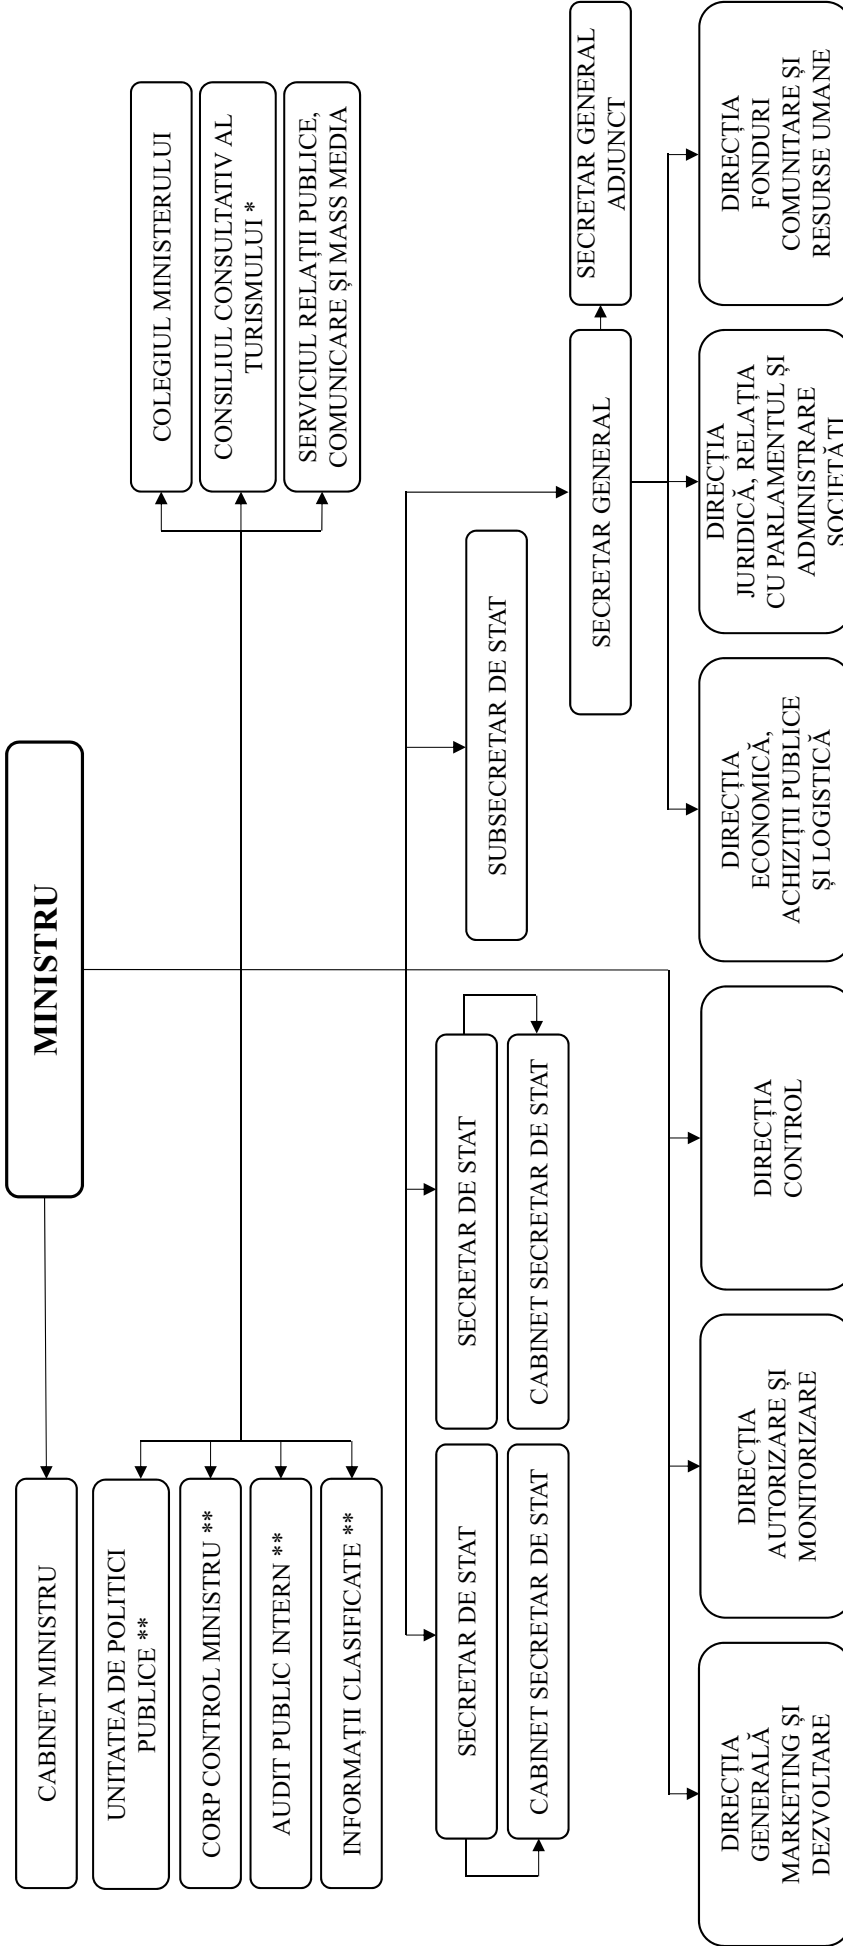 MINISTRU
CABINET MINISTRU
UNITATEA DE POLITICI
PUBLICE **
CORP CONTROL MINISTRU **
AUDIT PUBLIC INTERN **
INFORMAȚII CLASIFICATE **
COLEGIUL MINISTERULUI
CONSILIUL CONSULTATIV AL
TURISMULUI *
SERVICIUL RELAȚII PUBLICE,
COMUNICARE ȘI MASS MEDIA
SECRETAR DE STAT
CABINET SECRETAR DE STAT
SECRETAR DE STAT
CABINET SECRETAR DE STAT
SUBSECRETAR DE STAT
SECRETAR GENERAL
SECRETAR GENERAL
ADJUNCT
DIRECȚIA
GENERALĂ
MARKETING ȘI
DEZVOLTARE
DIRECȚIA
AUTORIZARE ȘI
MONITORIZARE
DIRECȚIA
CONTROL
DIRECȚIA
ECONOMICĂ,
ACHIZIȚII PUBLICE
ȘI LOGISTICĂ
DIRECȚIA
JURIDICĂ, RELAȚIA
CU PARLAMENTUL ȘI
ADMINISTRARE
SOCIETĂȚI
DIRECȚIA
FONDURI
COMUNITARE ȘI
RESURSE UMANE